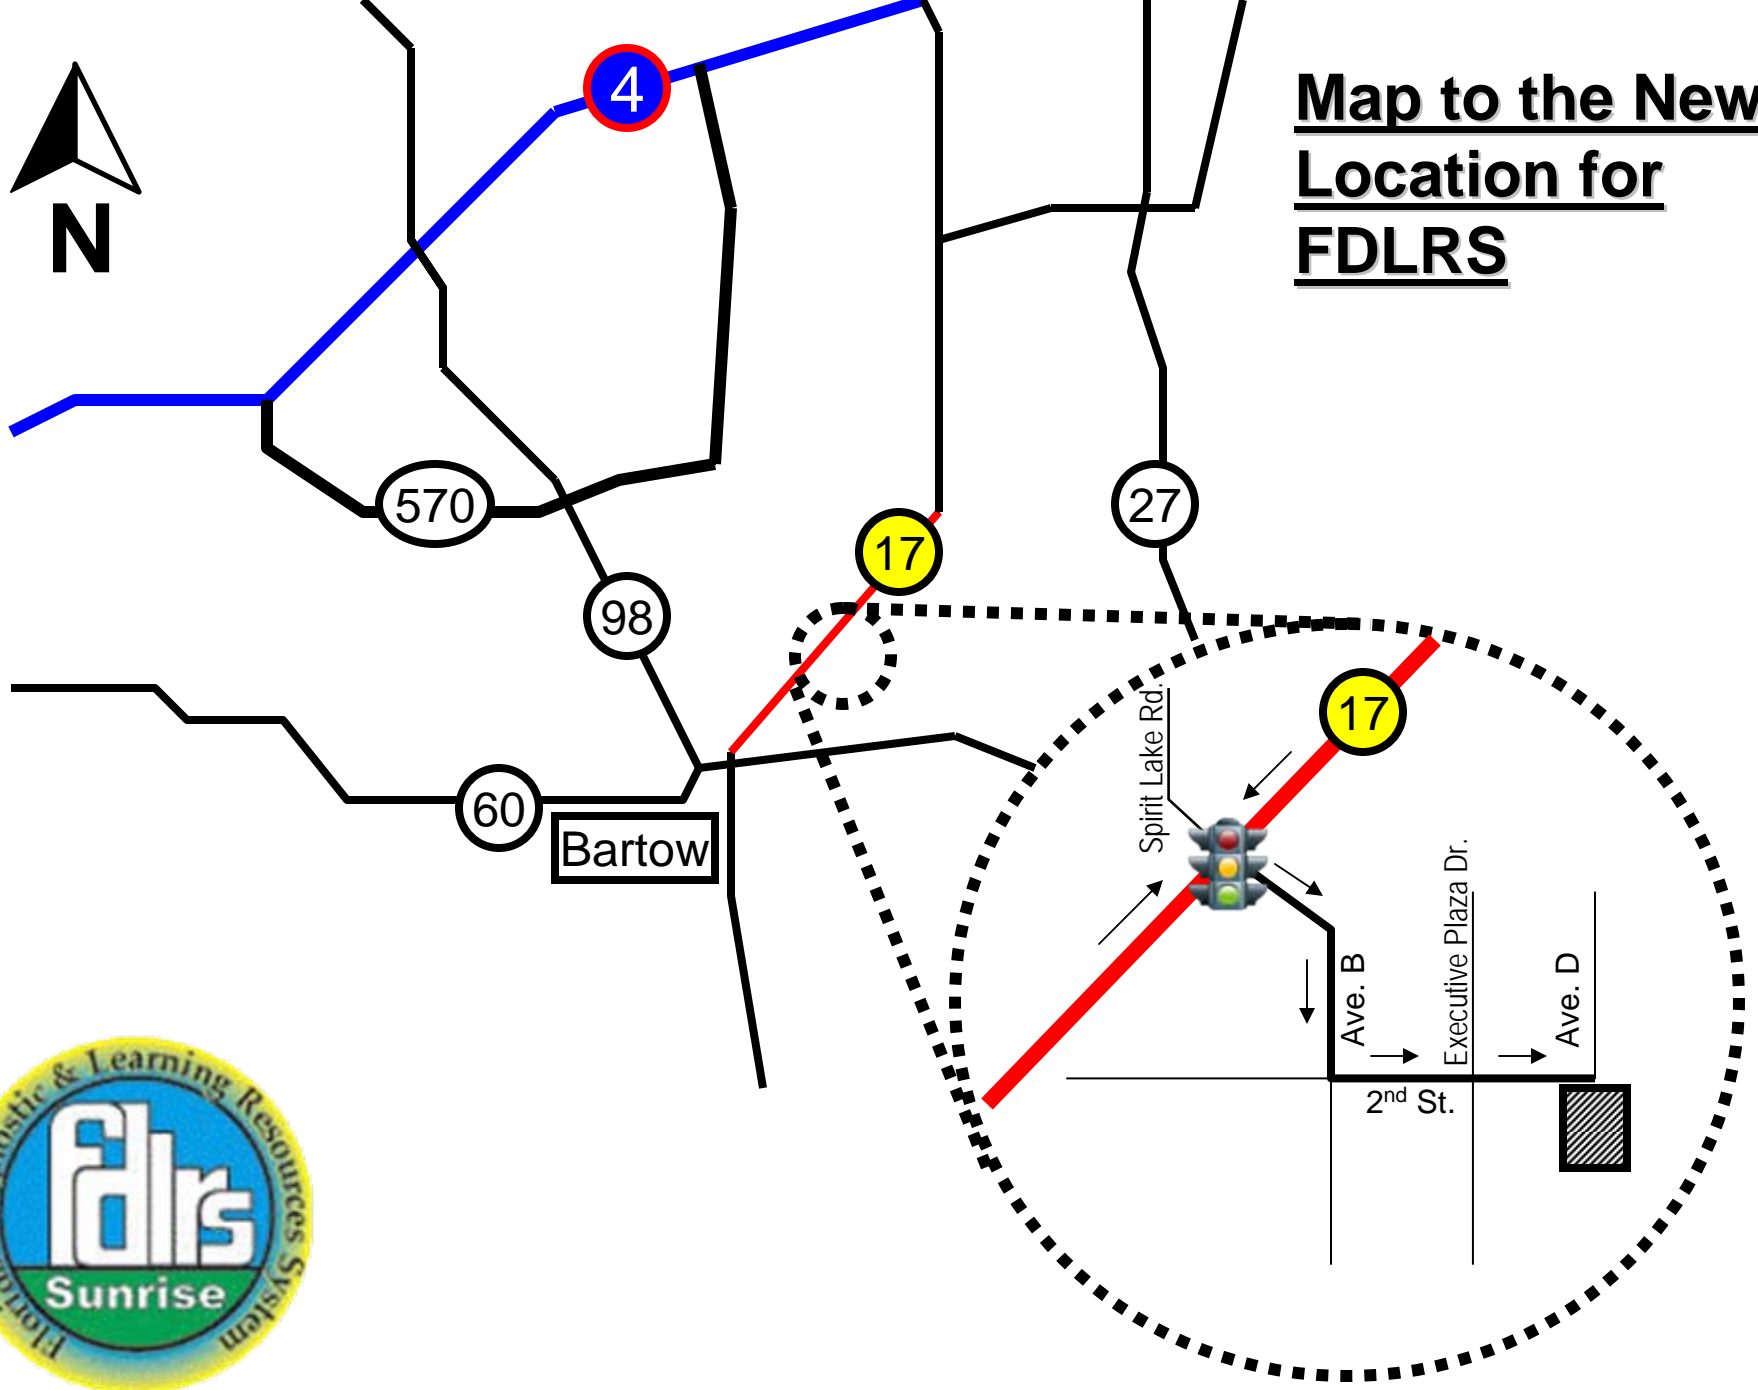 Map to the New
Location for
FDLRS
N
4
570
17
27
98
60
Bartow
17
Spirit Lake Rd.
Ave. B
Executive Plaza Dr.
Ave. D
2nd St.
& Learning Resources System
fdlrs
Sunrise